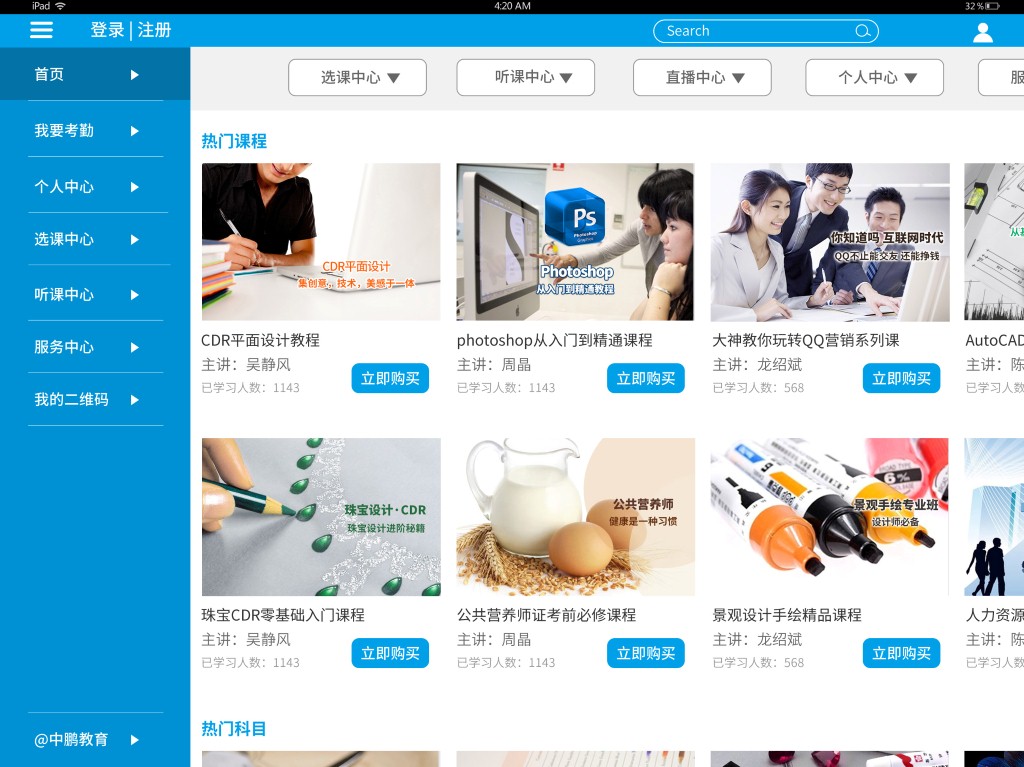 iPad
4:20 AM
32%
登录 | 注册
Search
首页
我要考勤
个人中心
选课中心
听课中心
服务中心
我的二维码
@中鹏教育
选课中心
听课中心
直播中心
个人中心
服
热门课程
CDR平面设计
集创意，技术，美感于一体
CDR平面设计教程
主讲：吴静风
已学习人数：1143
立即购买
Ps
Photoshop
Photoshop
从入门到精通教程
photoshop从入门到精通课程
主讲：周晶
已学习人数：1143
立即购买
你知道吗 互联网时代
QQ不止能交友 还能挣钱
大神教你玩转QQ营销系列课
主讲：龙绍斌
已学习人数：568
立即购买
从基
AutoCAD
主讲：陈
已学习人数
珠宝设计·CDR
珠宝设计进阶秘籍
珠宝CDR零基础入门课程
主讲：吴静风
已学习人数：1143
立即购买
公共营养师
健康是一种习惯
公共营养师证考前必修课程
主讲：周晶
已学习人数：1143
立即购买
6%
景观手绘专业班
设计师必备
景观设计手绘精品课程
主讲：龙绍斌
已学习人数：568
立即购买
人力资源
主讲：陈
已学习人数
热门科目